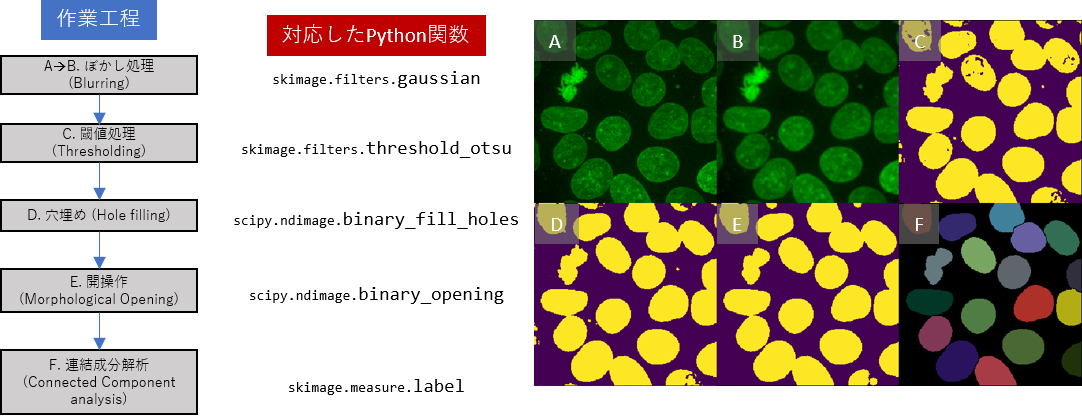 作業工程
対応したPython関数
A→B. ぼかし処理
(Blurring)
skimage.filters.gaussian
C. 閾値処理
(Thresholding)
skimage.filters.threshold_otsu
D. 穴埋め (Hole filling)
scipy.ndimage.binary_fill_holes
E. 開操作
(Morphological Opening)
scipy.ndimage.binary_opening
F. 連結成分解析
(Connected Component
analysis)
skimage.measure.label
A
B
C
D
E
F